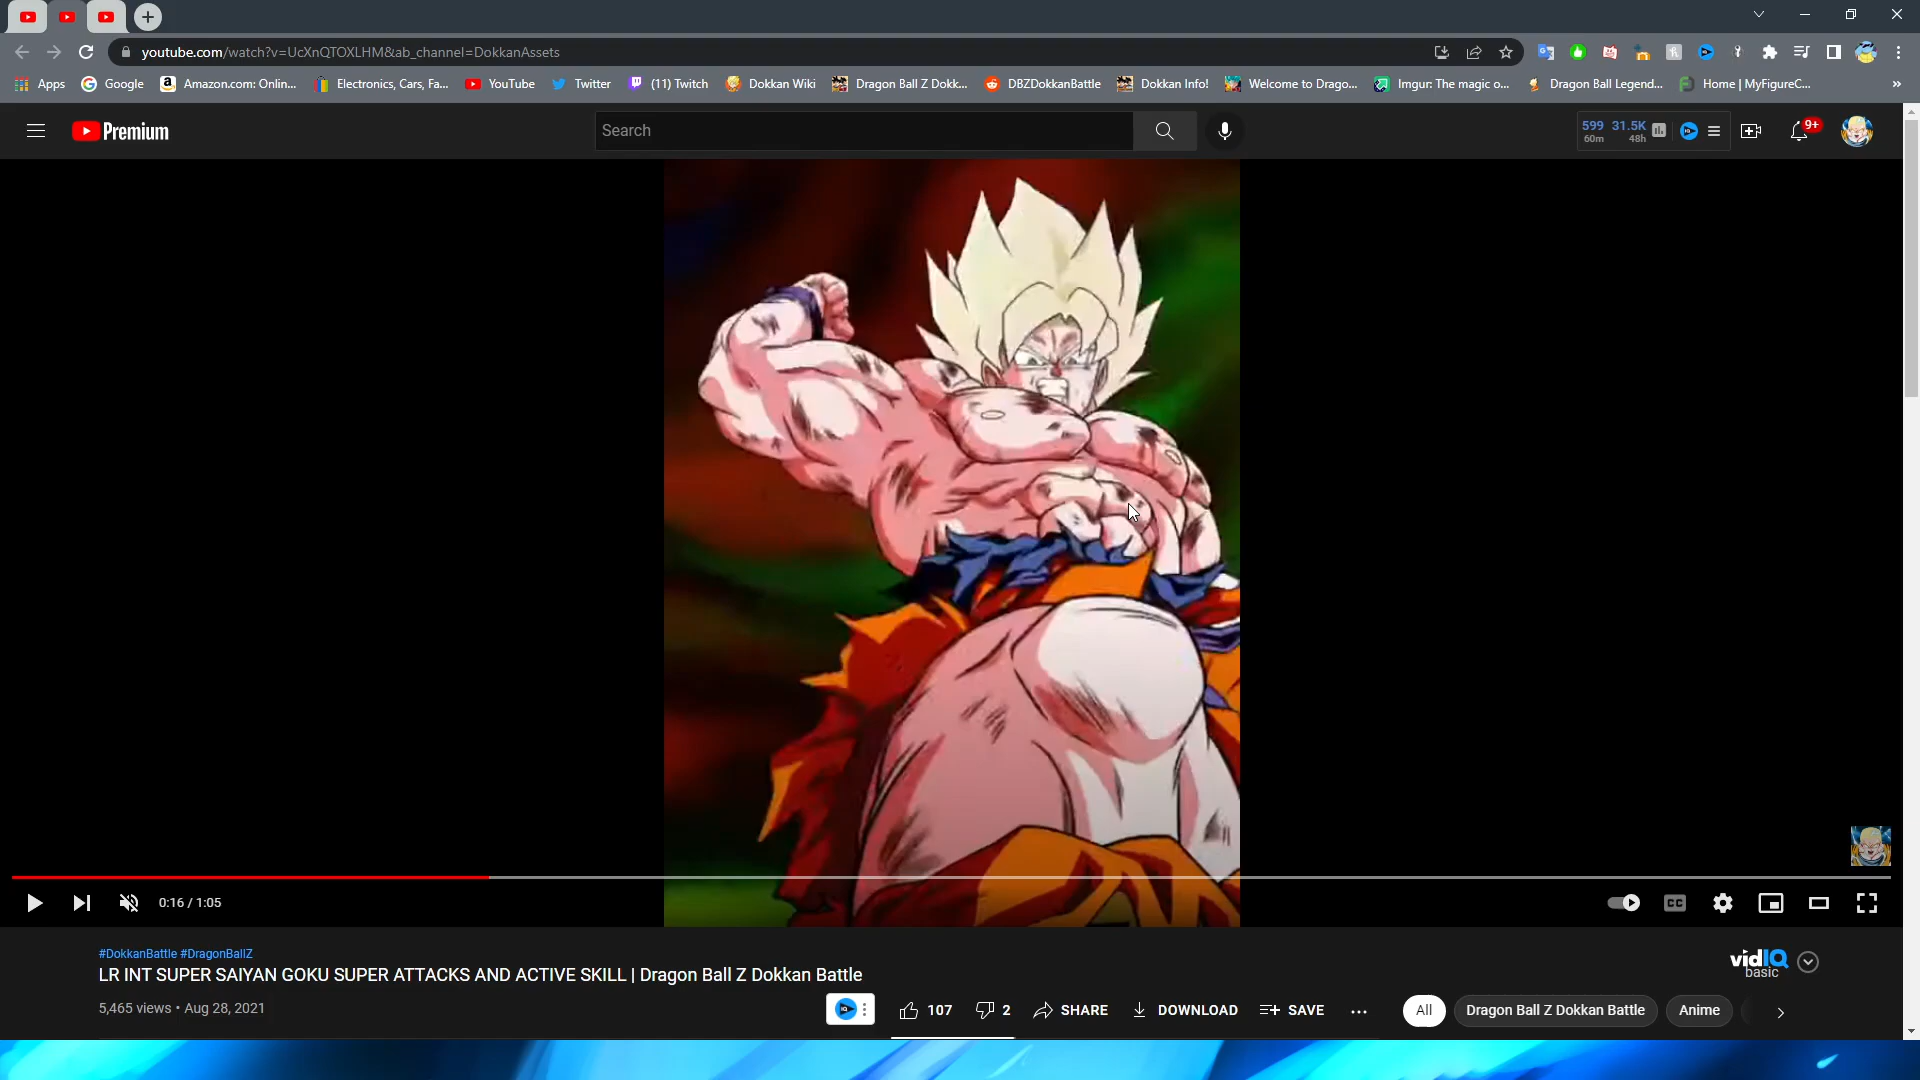 youtube.com/watch?v=UcXnQTOXLHM&ab_channel=DokkanAssets
Apps Google Amazon.com: Onlin... Electronics, Cars, Fa... YouTube Twitter (11) Twitch Dokkan Wiki Dragon Ball Z Dokk... DBZDokkanBattle Dokkan Info! Welcome to Drago... Imgur: The magic o... Dragon Ball Legend... Home | MyFigureC... »
Premium Search 599 31.5K 9+
60m 48h
0:16 / 1:05 CC
#DokkanBattle #DragonBallZ
LR INT SUPER SAIYAN GOKU SUPER ATTACKS AND ACTIVE SKILL | Dragon Ball Z Dokkan Battle
vidIQ
basic
5,465 views • Aug 28, 2021
107 2 SHARE DOWNLOAD SAVE ... All Dragon Ball Z Dokkan Battle Anime